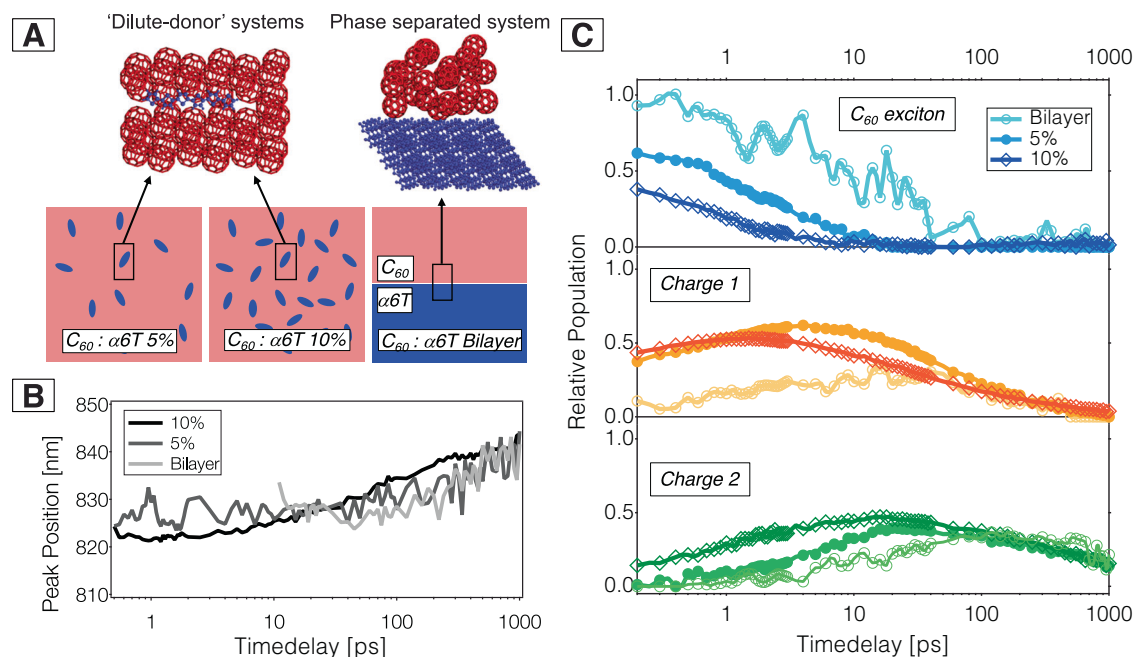 A
'Dilute-donor' systems
Phase separated system
C60 : α6T 5%
C60 : α6T 10%
C60
α6T
C60 : α6T Bilayer
B
850
840
830
820
810
Peak Position [nm]
10%
5%
Bilayer
1
10
100
1000
Timedelay [ps]
C
1
10
100
1000
1.0
0.5
0.0
C60 exciton
Bilayer
5%
10%
1.0
0.5
0.0
Charge 1
Relative Population
1.0
0.5
0.0
Charge 2
1
10
100
1000
Timedelay [ps]